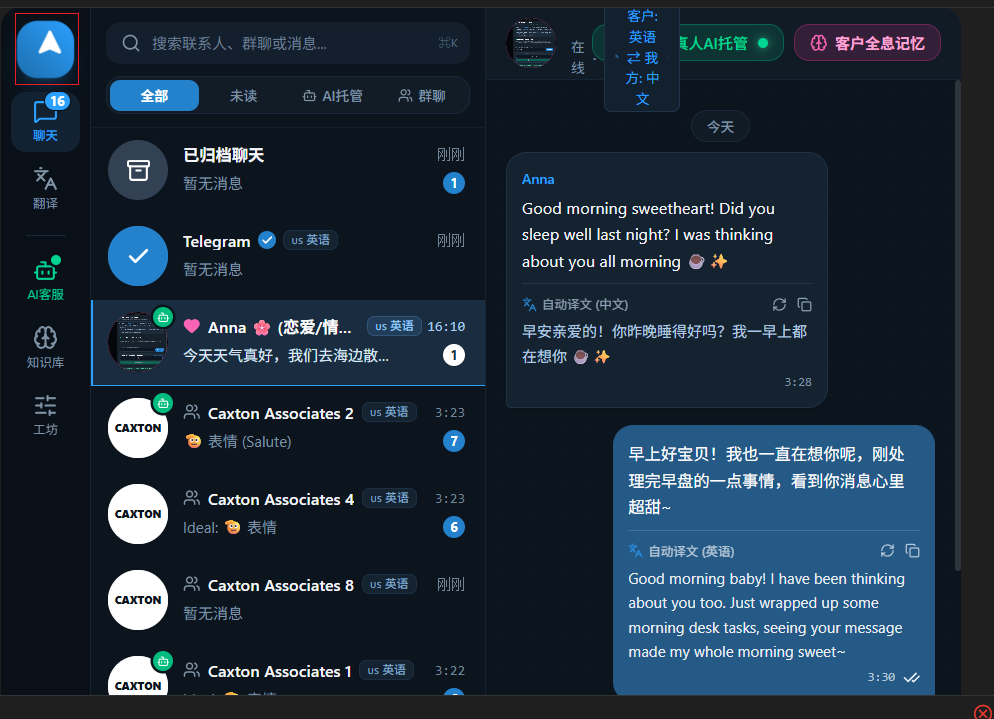 搜索联系人、群聊或消息...
⌘K
全部
未读
AI托管
群聊
16
聊天
翻译
AI客服
知识库
工坊
已归档聊天
刚刚
暂无消息
1
Telegram
us 英语
刚刚
暂无消息
Anna 🌸 (恋爱/情...
us 英语
16:10
今天天气真好，我们去海边散...
1
CAXTON
Caxton Associates 2
us 英语
3:23
表情 (Salute)
7
CAXTON
Caxton Associates 4
us 英语
3:23
Ideal: 🫡 表情
6
CAXTON
Caxton Associates 8
us 英语
刚刚
暂无消息
CAXTON
Caxton Associates 1
us 英语
3:22
在
线
客户:
英语
⇄ 我
方: 中
文
真人AI托管
客户全息记忆
今天
Anna
Good morning sweetheart! Did you
sleep well last night? I was thinking
about you all morning ☕ ✨
自动译文 (中文)
早安亲爱的！你昨晚睡得好吗？我一早上都
在想你 ☕ ✨
3:28
早上好宝贝！我也一直在想你呢，刚处
理完早盘的一点事情，看到你消息心里
超甜~
自动译文 (英语)
Good morning baby! I have been thinking
about you too. Just wrapped up some
morning desk tasks, seeing your message
made my whole morning sweet~
3:30